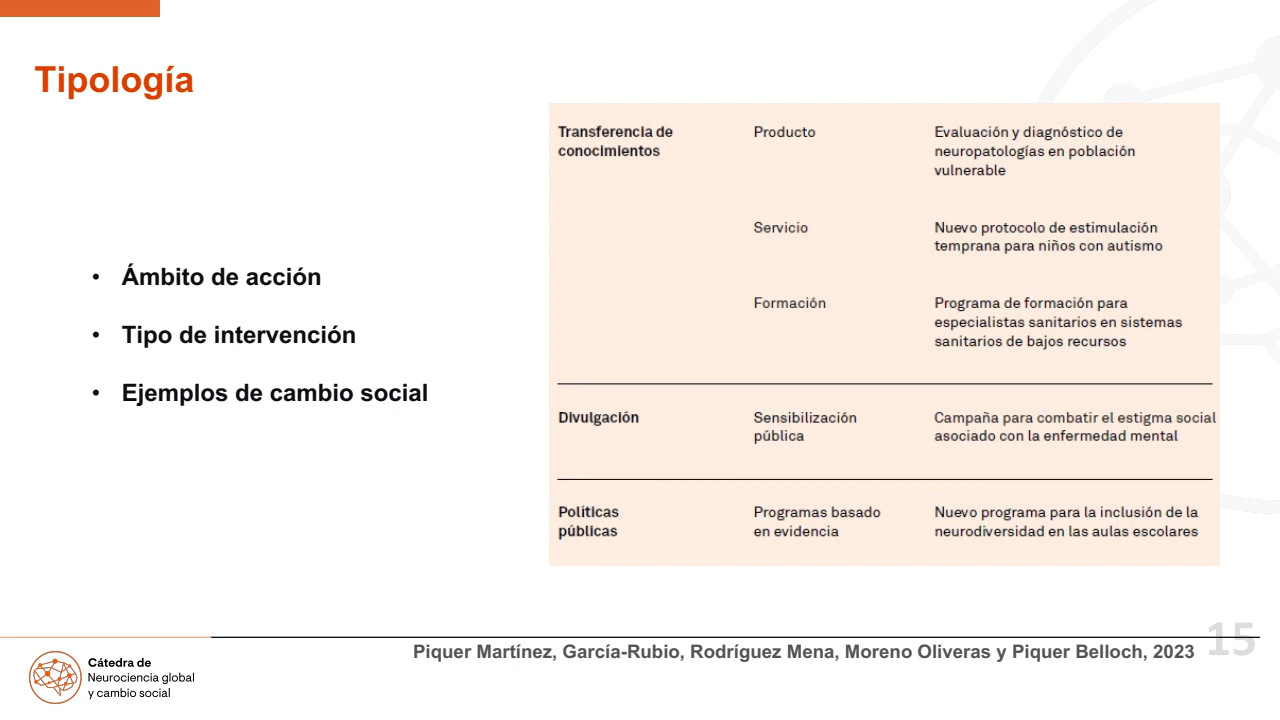 Tipología
• Ámbito de acción
• Tipo de intervención
• Ejemplos de cambio social
Transferencia de
conocimientos
Producto
Evaluación y diagnóstico de
neuropatologías en población
vulnerable
Servicio
Nuevo protocolo de estimulación
temprana para niños con autismo
Formación
Programa de formación para
especialistas sanitarios en sistemas
sanitarios de bajos recursos
Divulgación
Sensibilización
pública
Campaña para combatir el estigma social
asociado con la enfermedad mental
Políticas
públicas
Programas basado
en evidencia
Nuevo programa para la inclusión de la
neurodiversidad en las aulas escolares
Piquer Martínez, García-Rubio, Rodríguez Mena, Moreno Oliveras y Piquer Belloch, 2023
15
Cátedra de
Neurociencia global
y cambio social